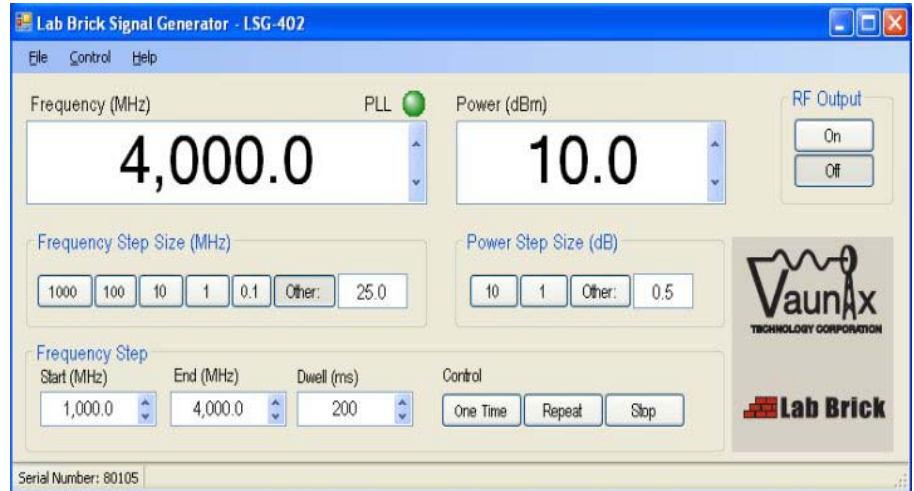 Lab Brick Signal Generator - LSG-402
File Control Help
Frequency (MHz) PLL Power (dBm) RF Output
4,000.0 10.0 On
Off
Frequency Step Size (MHz) Power Step Size (dB)
1000 100 10 1 0.1 Other: 25.0 10 1 Other: 0.5
Vaunix
TECHNOLOGY CORPORATION
Frequency Step
Start (MHz) End (MHz) Dwell (ms) Control
1,000.0 4,000.0 200 One Time Repeat Stop
Lab Brick
Serial Number: 80105